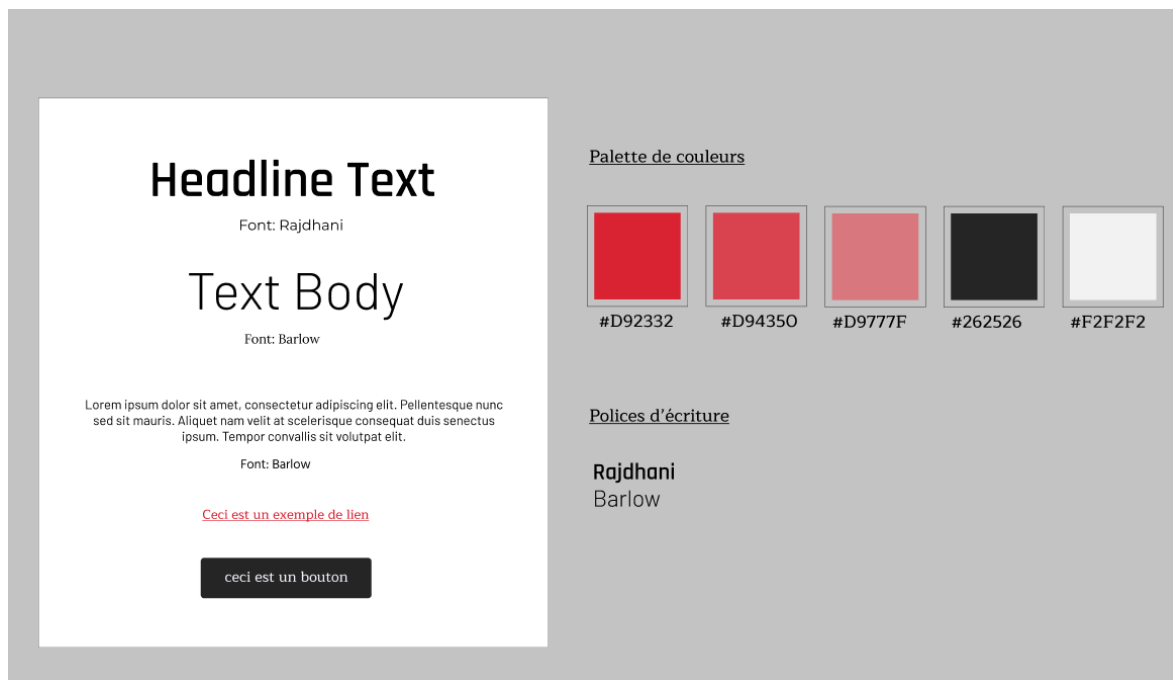 Headline Text
Font: Rajdhani
Text Body
Font: Barlow
Lorem ipsum dolor sit amet, consectetur adipiscing elit. Pellentesque nunc
sed sit mauris. Aliquet nam velit at scelerisque consequat duis senectus
ipsum. Tempor convallis sit volutpat elit.
Font: Barlow
Ceci est un exemple de lien
ceci est un bouton
Palette de couleurs
#D92332 #D94350 #D9777F #262526 #F2F2F2
Polices d’écriture
Rajdhani
Barlow